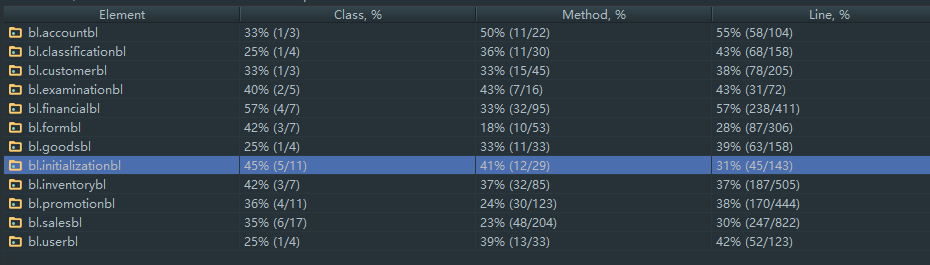 Element Class, % Method, % Line, %
bl.accountbl 33% (1/3) 50% (11/22) 55% (58/104)
bl.classificationbl 25% (1/4) 36% (11/30) 43% (68/158)
bl.customerbl 33% (1/3) 33% (15/45) 38% (78/205)
bl.examinationbl 40% (2/5) 43% (7/16) 43% (31/72)
bl.financialbl 57% (4/7) 33% (32/95) 57% (238/411)
bl.formbl 42% (3/7) 18% (10/53) 28% (87/306)
bl.goodsbl 25% (1/4) 33% (11/33) 39% (63/158)
bl.initializationbl 45% (5/11) 41% (12/29) 31% (45/143)
bl.inventorybl 42% (3/7) 37% (32/85) 37% (187/505)
bl.promotionbl 36% (4/11) 24% (30/123) 38% (170/444)
bl.salesbl 35% (6/17) 23% (48/204) 30% (247/822)
bl.userbl 25% (1/4) 39% (13/33) 42% (52/123)